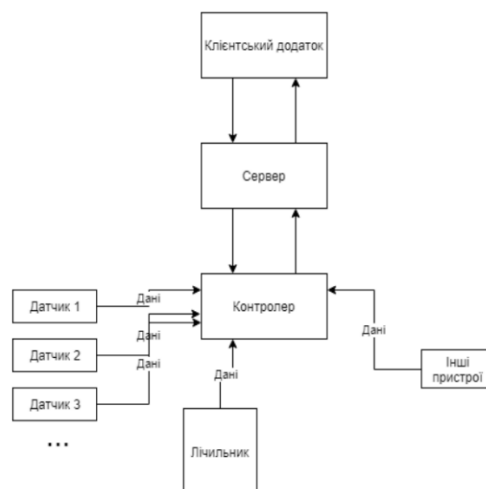 Клієнтський додаток
Сервер
Контролер
Датчик 1
Дані
Датчик 2
Дані
Датчик 3
Дані
...
Дані
Лічильник
Дані
Інші
пристрої